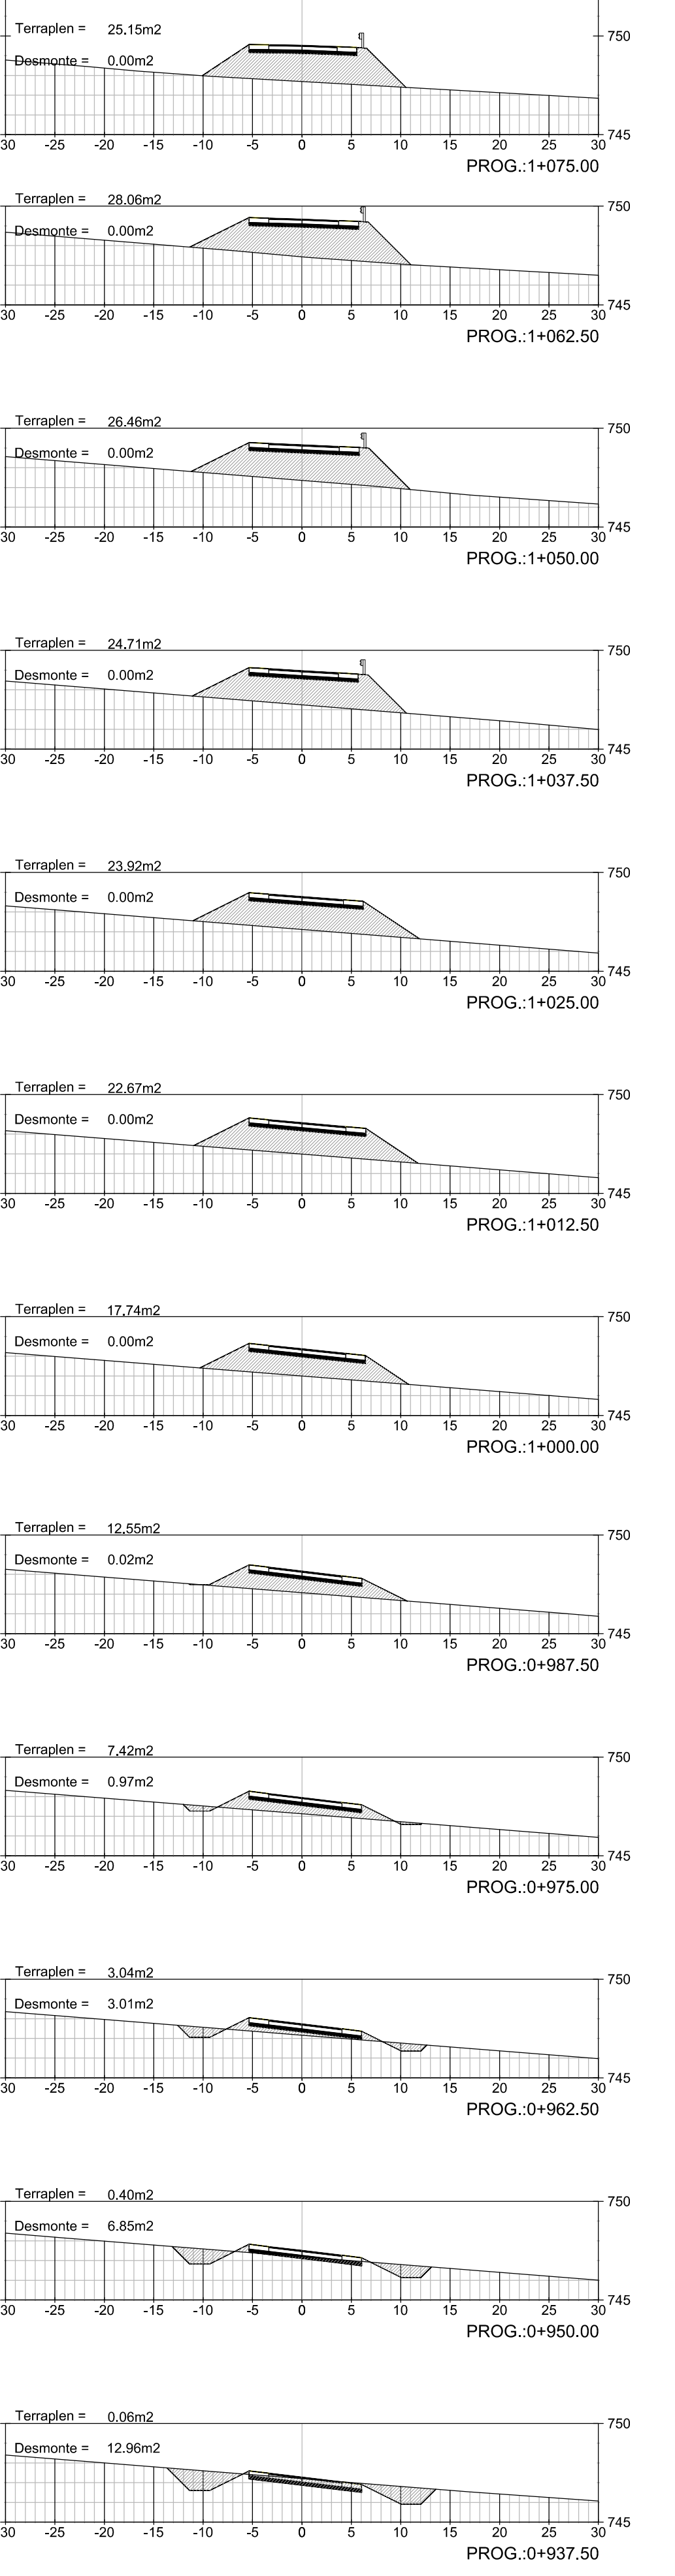 Terraplen = 25.15m2
750
Desmonte = 0.00m2
745
30 -25 -20 -15 -10 -5 0 5 10 15 20 25 30
PROG.:1+075.00
Terraplen = 28.06m2
750
Desmonte = 0.00m2
745
30 -25 -20 -15 -10 -5 0 5 10 15 20 25 30
PROG.:1+062.50
Terraplen = 26.46m2
750
Desmonte = 0.00m2
745
30 -25 -20 -15 -10 -5 0 5 10 15 20 25 30
PROG.:1+050.00
Terraplen = 24.71m2
750
Desmonte = 0.00m2
745
30 -25 -20 -15 -10 -5 0 5 10 15 20 25 30
PROG.:1+037.50
Terraplen = 23.92m2
750
Desmonte = 0.00m2
745
30 -25 -20 -15 -10 -5 0 5 10 15 20 25 30
PROG.:1+025.00
Terraplen = 22.67m2
750
Desmonte = 0.00m2
745
30 -25 -20 -15 -10 -5 0 5 10 15 20 25 30
PROG.:1+012.50
Terraplen = 17.74m2
750
Desmonte = 0.00m2
745
30 -25 -20 -15 -10 -5 0 5 10 15 20 25 30
PROG.:1+000.00
Terraplen = 12.55m2
750
Desmonte = 0.02m2
745
30 -25 -20 -15 -10 -5 0 5 10 15 20 25 30
PROG.:0+987.50
Terraplen = 7.42m2
750
Desmonte = 0.97m2
745
30 -25 -20 -15 -10 -5 0 5 10 15 20 25 30
PROG.:0+975.00
Terraplen = 3.04m2
750
Desmonte = 3.01m2
745
30 -25 -20 -15 -10 -5 0 5 10 15 20 25 30
PROG.:0+962.50
Terraplen = 0.40m2
750
Desmonte = 6.85m2
745
30 -25 -20 -15 -10 -5 0 5 10 15 20 25 30
PROG.:0+950.00
Terraplen = 0.06m2
750
Desmonte = 12.96m2
745
30 -25 -20 -15 -10 -5 0 5 10 15 20 25 30
PROG.:0+937.50